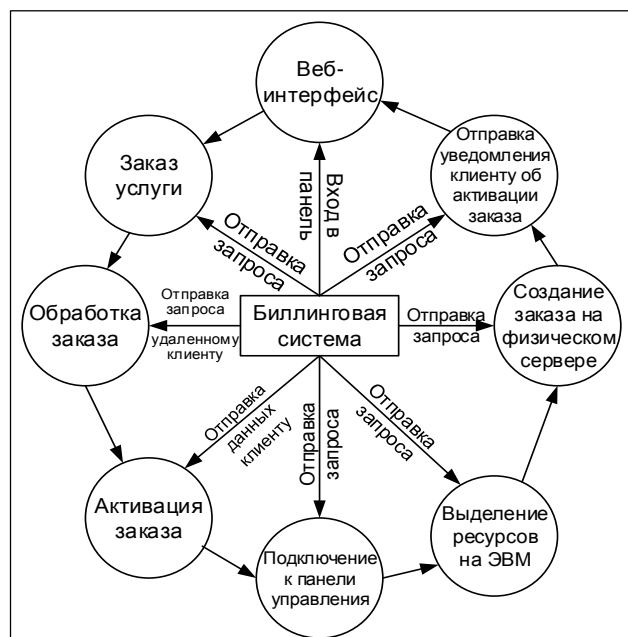 Веб-
интерфейс
Заказ
услуги
Отправка
уведомления
клиенту об
активации
заказа
Вход в
панель
Отправка
запроса
Отправка
запроса
Обработка
заказа
Отправка
запроса
удаленному
клиенту
Биллинговая
система
Отправка
запроса
Создание
заказа на
физическом
сервере
Отправка
данных
клиенту
Отправка
запроса
Отправка
запроса
Активация
заказа
Подключение
к панели
управления
Выделение
ресурсов
на ЭВМ